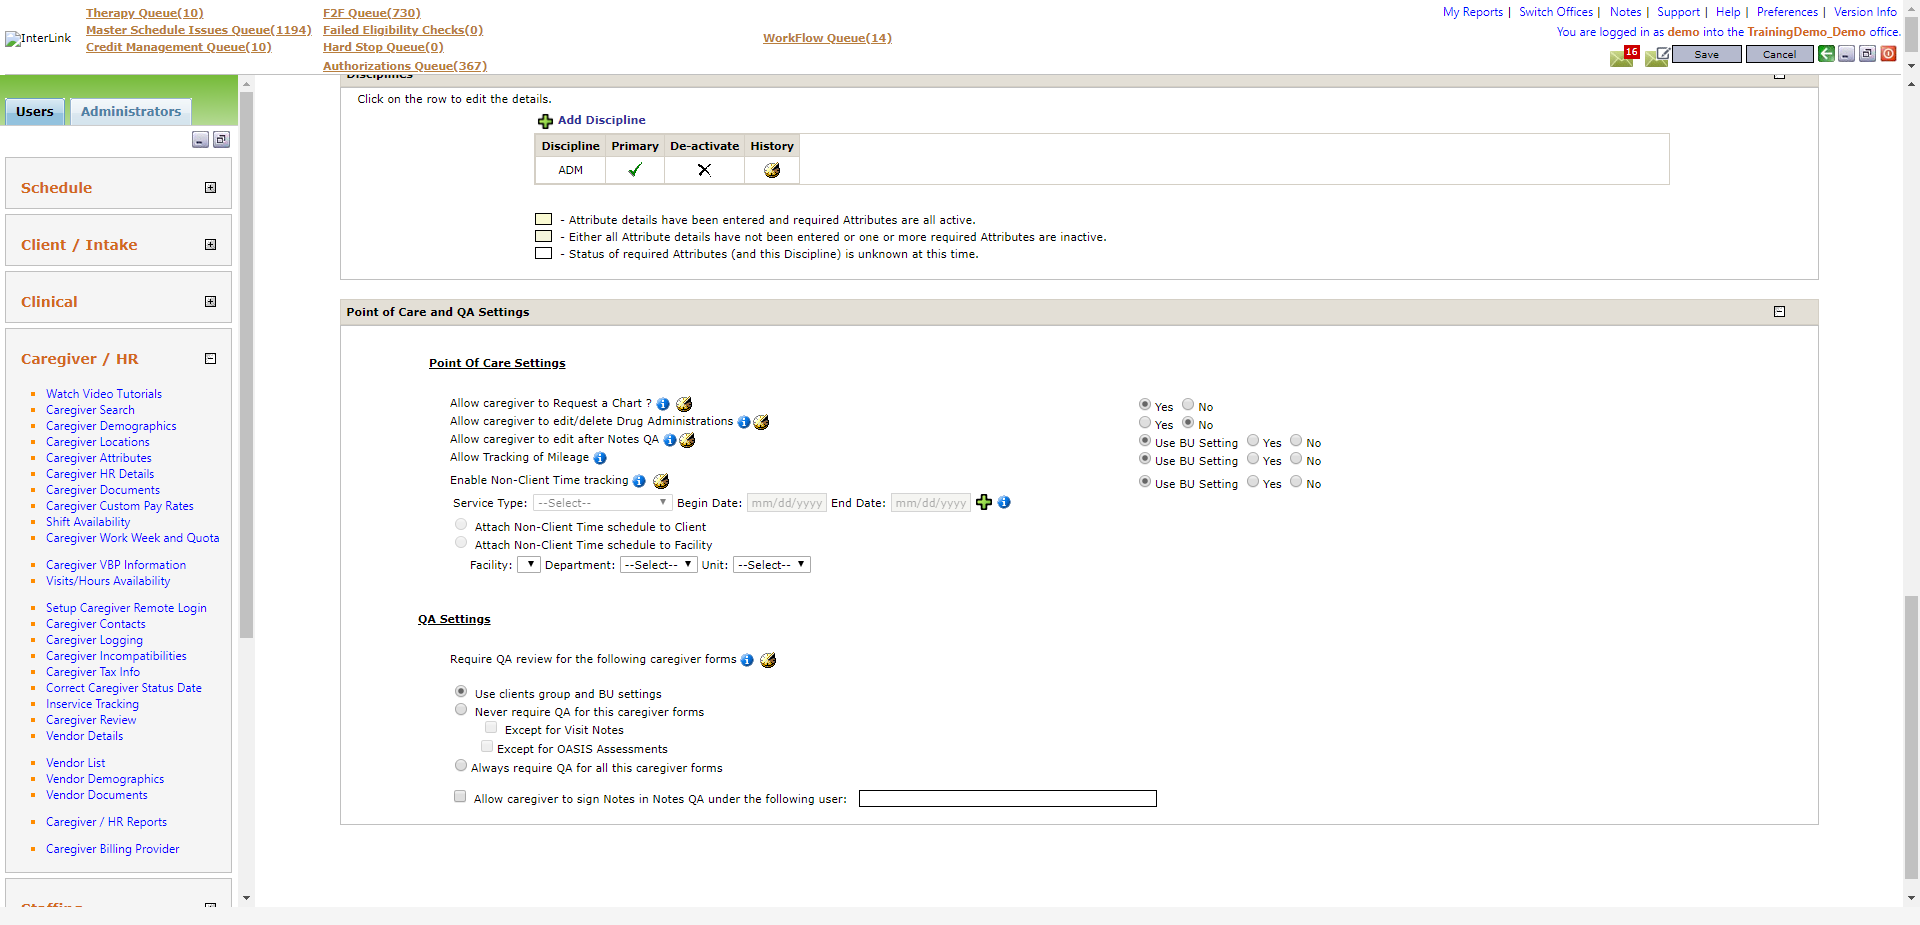 InterLink
Therapy Queue(10)
Master Schedule Issues Queue(1194)
Credit Management Queue(10)
F2F Queue(730)
Failed Eligibility Checks(0)
Hard Stop Queue(0)
Authorizations Queue(367)
WorkFlow Queue(14)
My Reports | Switch Offices | Notes | Support | Help | Preferences | Version Info
You are logged in as demo into the TrainingDemo_Demo office.
16
Save Cancel
Users Administrators
Schedule
Client / Intake
Clinical
Caregiver / HR
Watch Video Tutorials
Caregiver Search
Caregiver Demographics
Caregiver Locations
Caregiver Attributes
Caregiver HR Details
Caregiver Documents
Caregiver Custom Pay Rates
Shift Availability
Caregiver Work Week and Quota
Caregiver VBP Information
Visits/Hours Availability
Setup Caregiver Remote Login
Caregiver Contacts
Caregiver Logging
Caregiver Incompatibilities
Caregiver Tax Info
Correct Caregiver Status Date
Inservice Tracking
Caregiver Review
Vendor Details
Vendor List
Vendor Demographics
Vendor Documents
Caregiver / HR Reports
Caregiver Billing Provider
Staffing
Disciplines
Click on the row to edit the details.
Add Discipline
Discipline Primary De-activate History
ADM
- Attribute details have been entered and required Attributes are all active.
- Either all Attribute details have not been entered or one or more required Attributes are inactive.
- Status of required Attributes (and this Discipline) is unknown at this time.
Point of Care and QA Settings
Point Of Care Settings
Allow caregiver to Request a Chart ? Yes No
Allow caregiver to edit/delete Drug Administrations Yes No
Allow caregiver to edit after Notes QA Use BU Setting Yes No
Allow Tracking of Mileage Use BU Setting Yes No
Enable Non-Client Time tracking Use BU Setting Yes No
Service Type: --Select-- Begin Date: mm/dd/yyyy End Date: mm/dd/yyyy
Attach Non-Client Time schedule to Client
Attach Non-Client Time schedule to Facility
Facility: Department: --Select-- Unit: --Select--
QA Settings
Require QA review for the following caregiver forms
Use clients group and BU settings
Never require QA for this caregiver forms
Except for Visit Notes
Except for OASIS Assessments
Always require QA for all this caregiver forms
Allow caregiver to sign Notes in Notes QA under the following user: